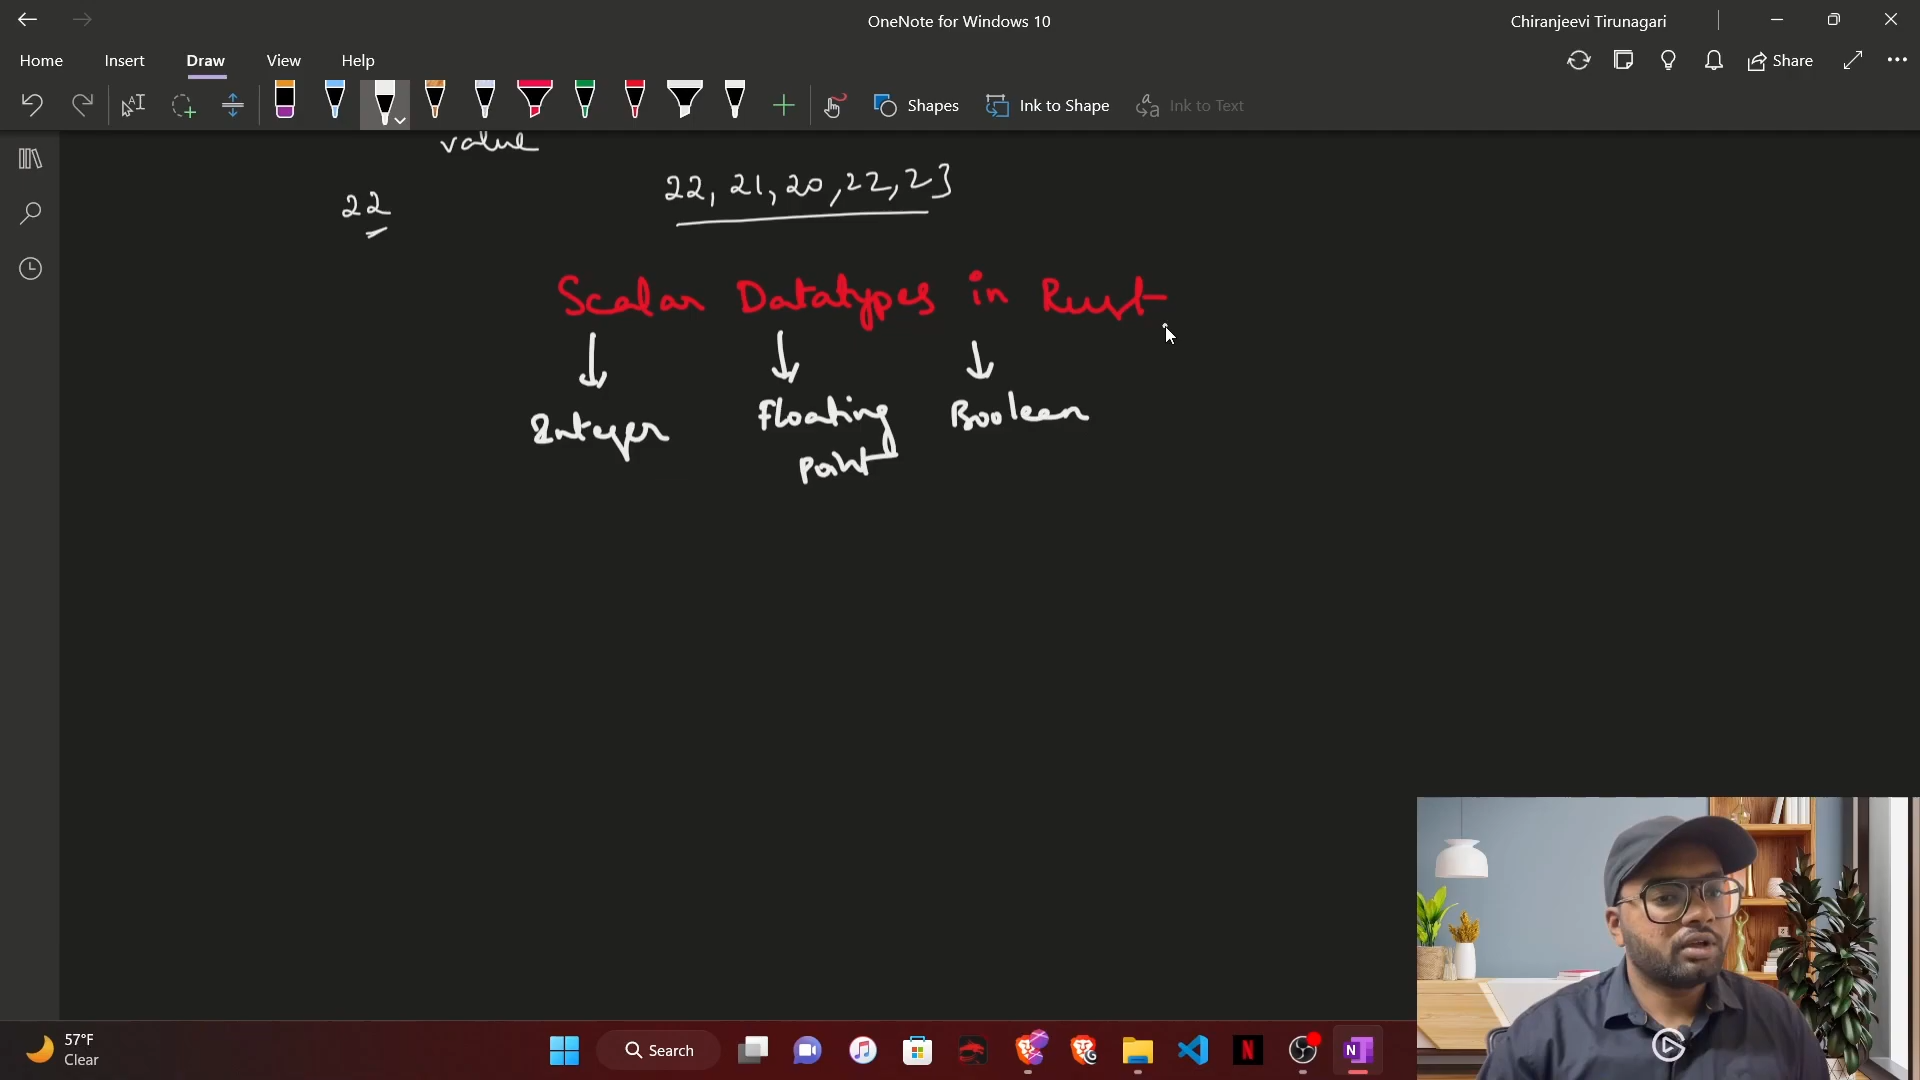 OneNote for Windows 10
Chiranjeevi Tirunagari
Home Insert Draw View Help
Share
Shapes Ink to Shape Ink to Text
value
22
22, 21, 20, 22, 23
Scalar Datatypes in Rust
Integer Floating Boolean
Point
57°F
Clear
Search
N
N